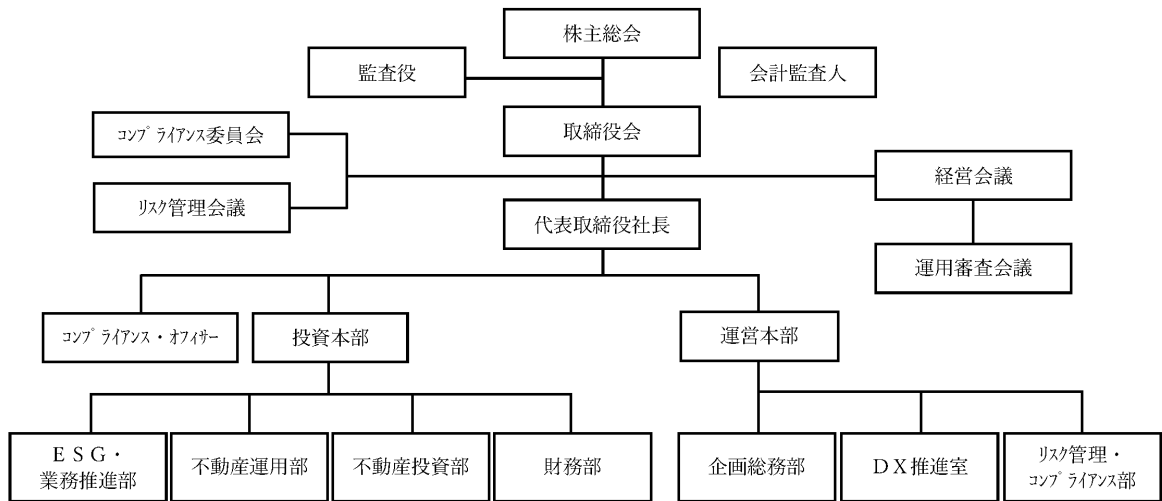 株主総会
監査役
会計監査人
取締役会
ｺﾝﾌﾟﾗｲｱﾝｽ委員会
経営会議
ﾘｽｸ管理会議
代表取締役社長
運用審査会議
ｺﾝﾌﾟﾗｲｱﾝｽ・ｵﾌｨｻｰ
投資本部
運営本部
ＥＳＧ・
業務推進部
不動産運用部
不動産投資部
財務部
企画総務部
ＤＸ推進室
ﾘｽｸ管理・
ｺﾝﾌﾟﾗｲｱﾝｽ部